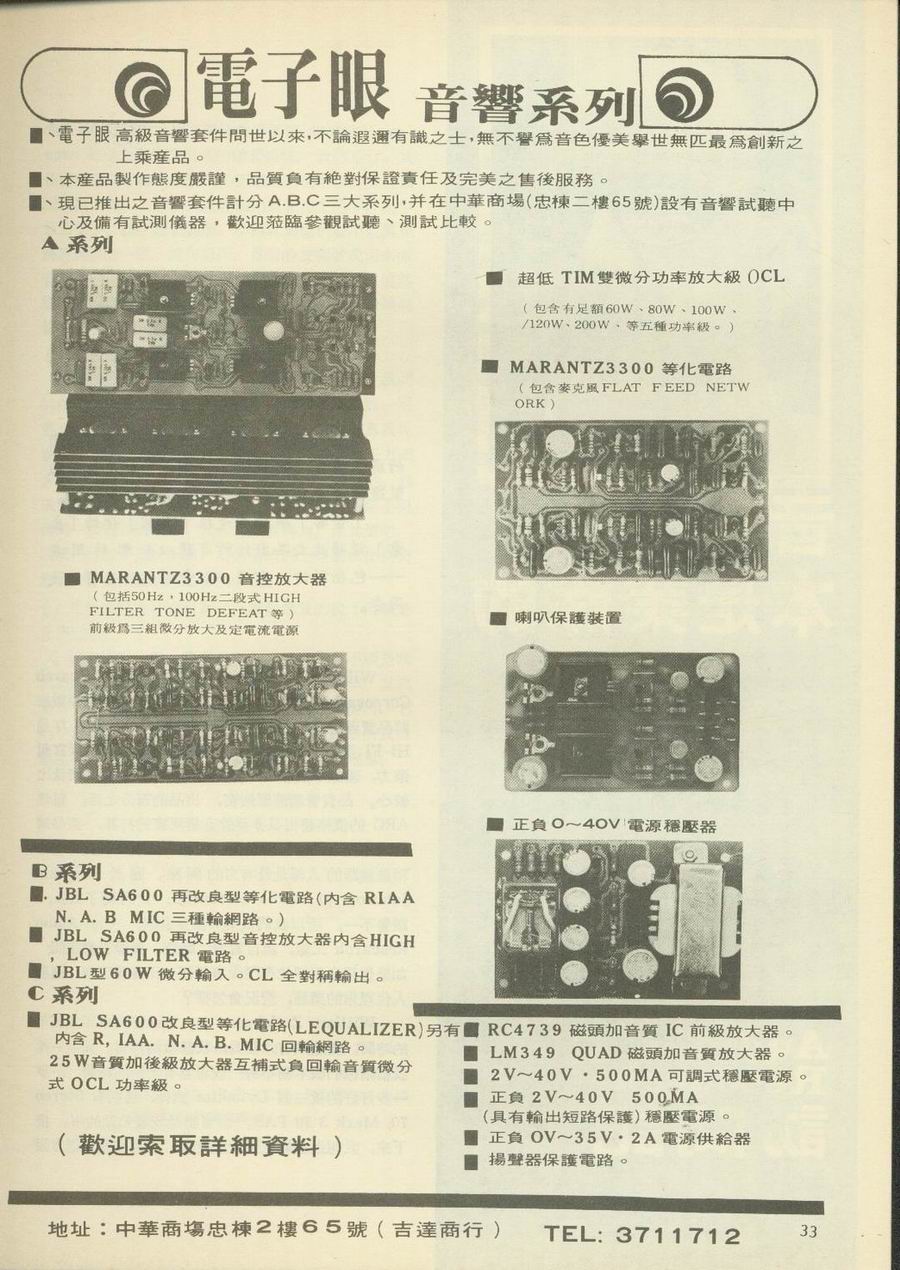 電子眼 音響系列
■、電子眼高級音響套件問世以來,不論遐邇有識之士,無不譽爲音色優美舉世無匹最爲創新之
上乘産品。
■、本産品製作態度嚴謹，品質負有絶對保證責任及完美之售後服務。
■、現已推出之音響套件計分A.B.C三大系列,并在中華商場(忠棟二樓65號)設有音響試聽中
心及備有試測儀器，歡迎蒞臨參觀試聽、測試比較。
A 系列
■ 超低 TIM雙微分功率放大級OCL
(包含有足額60W、80W、100W、
/120W、200W、等五種功率級。)
■ MARANTZ3300 等化電路
(包含麥克風FLAT FEED NETW
ORK)
■ MARANTZ3300 音控放大器
(包括50Hz，100Hz二段式HIGH
FILTER TONE DEFEAT等)
前級爲三組微分放大及定電流電源
■ 喇叭保護裝置
■ 正負0～40V電源穩壓器
B 系列
■. JBL SA600 再改良型等化電路(内含 RIAA
N. A. B MIC 三種輸網路。)
■ JBL SA600 再改良型音控放大器内含HIGH
, LOW FILTER 電路。
■ JBL型60W 微分輸入。CL 全對稱輸出。
C 系列
■ JBL SA600改良型等化電路(LEQUALIZER)另有
内含 R, IAA. N. A. B. MIC 回輸網路。
25W音質加後級放大器互補式負回輸音質微分
式 OCL 功率級。
(歡迎索取詳細資料)
■ RC4739 磁頭加音質 IC 前級放大器。
■ LM349 QUAD 磁頭加音質放大器。
■ 2V～40V・500MA 可調式穩壓電源。
■ 正負 2V～40V 500MA
(具有輸出短路保護)穩壓電源。
■ 正負 OV～35V・2A 電源供給器
■ 揚聲器保護電路。
地址：中華商塲忠棟2樓65號(吉達商行) TEL: 3711712
33